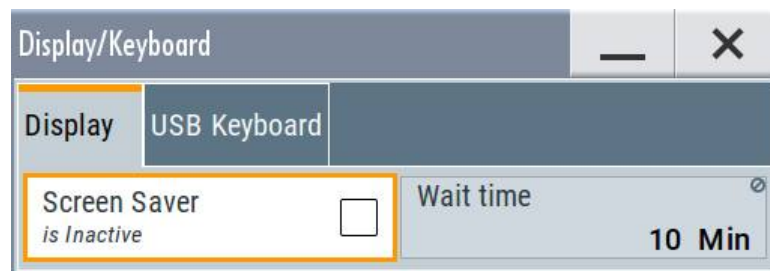 Display/Keyboard
Display
USB Keyboard
Screen Saver
is Inactive
Wait time
10 Min